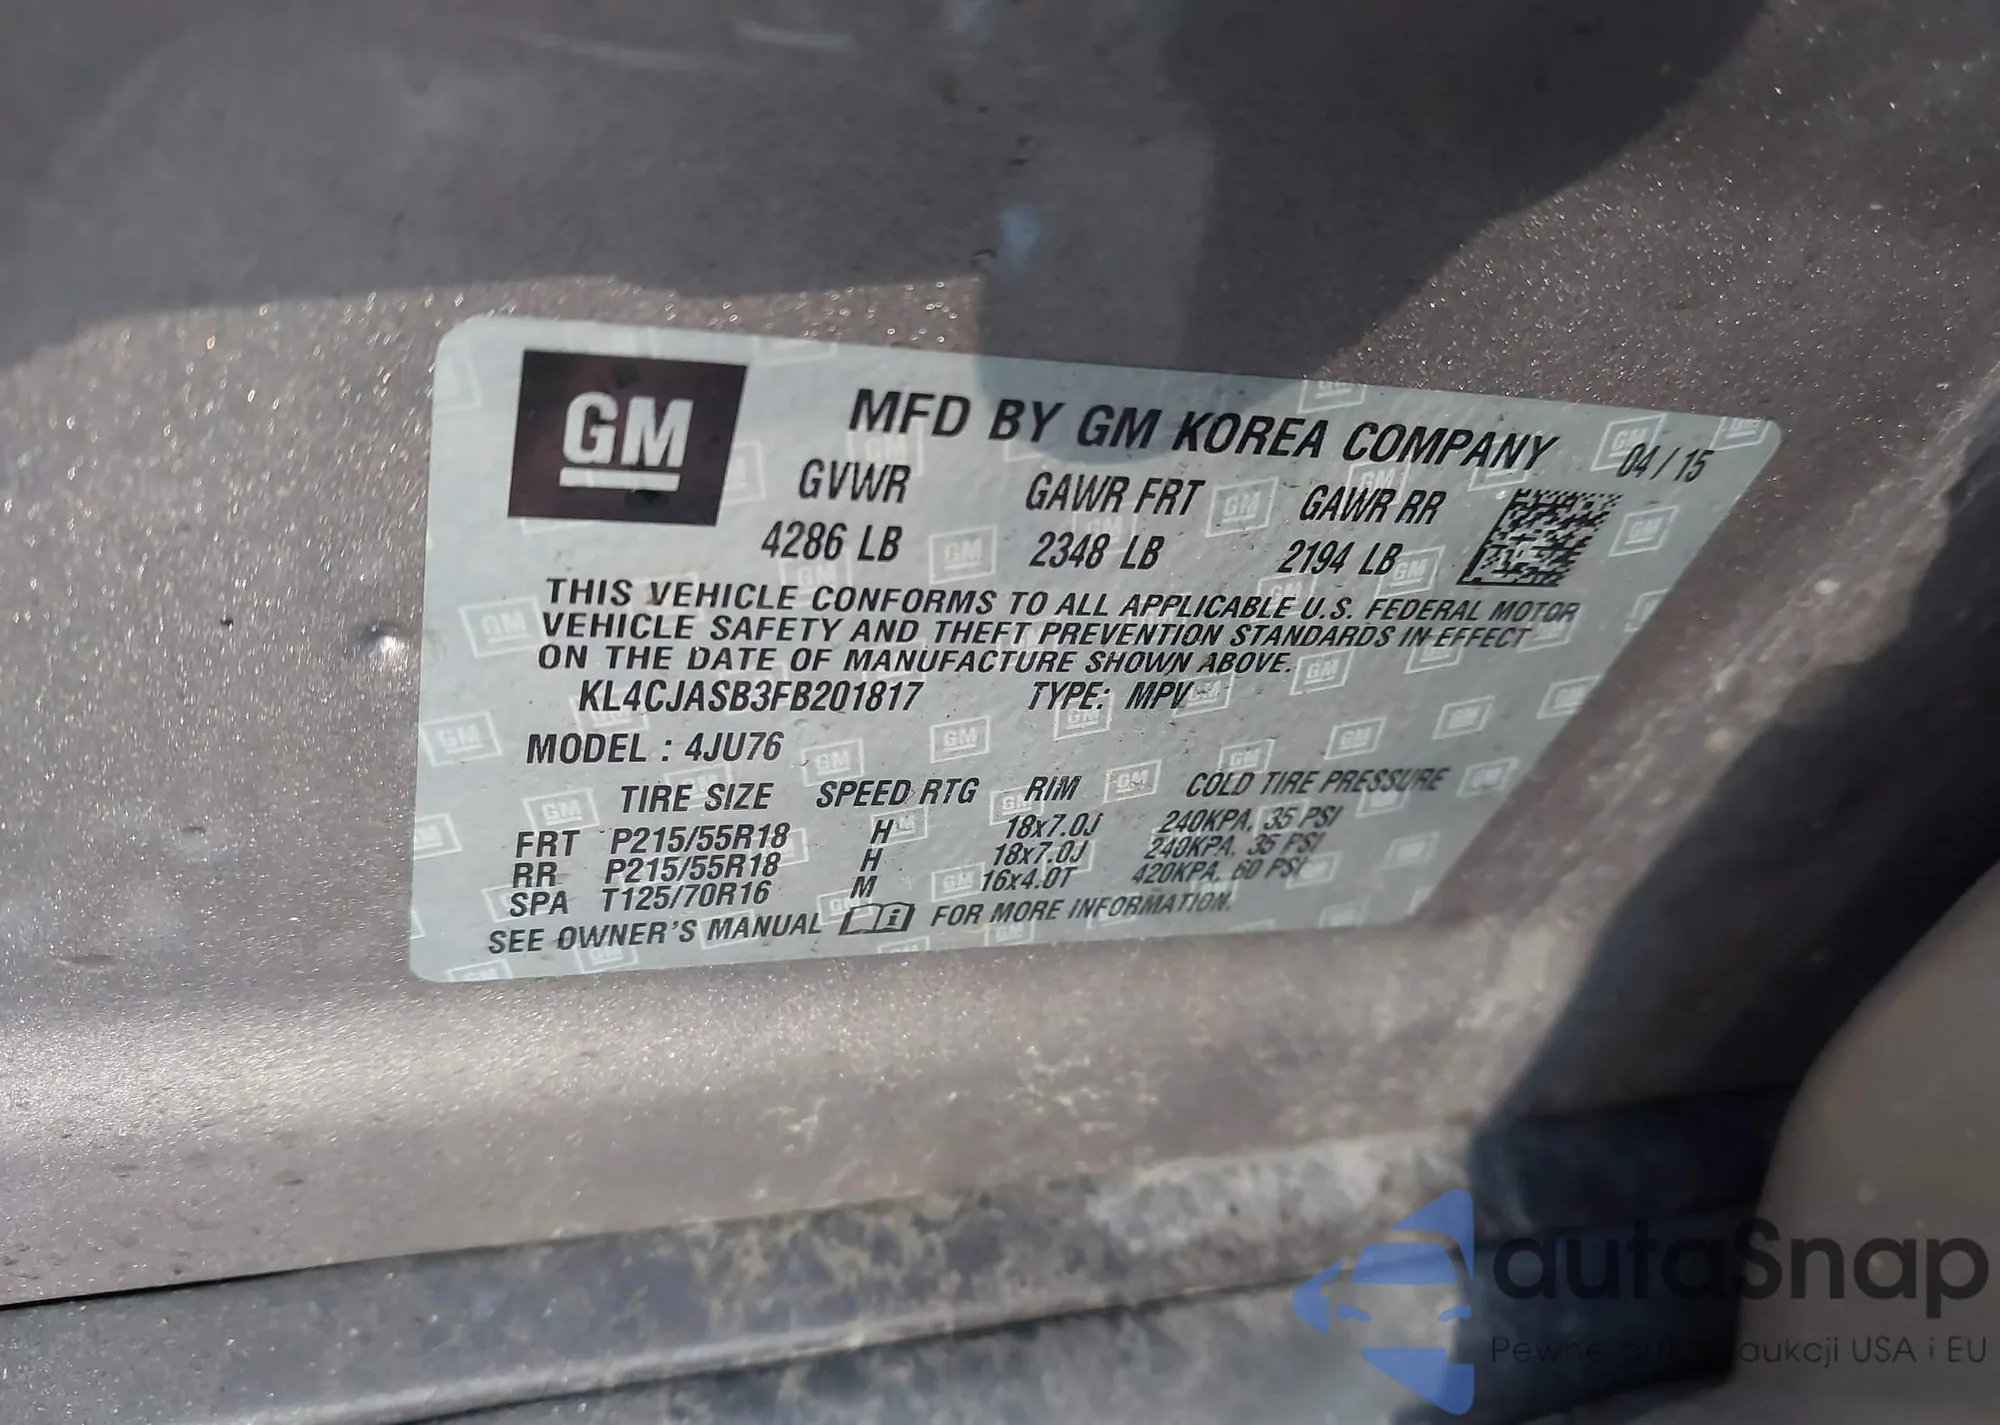 GM
MFD BY GM KOREA COMPANY 04/15
GVWR GAWR FRT GAWR RR
4286 LB 2348 LB 2194 LB
THIS VEHICLE CONFORMS TO ALL APPLICABLE U.S. FEDERAL MOTOR
VEHICLE SAFETY AND THEFT PREVENTION STANDARDS IN EFFECT
ON THE DATE OF MANUFACTURE SHOWN ABOVE.
KL4CJASB3FB201817 TYPE: MPV
MODEL : 4JU76
TIRE SIZE SPEED RTG RIM COLD TIRE PRESSURE
FRT P215/55R18 H 18x7.0J 240KPA, 35 PSI
RR P215/55R18 H 18x7.0J 240KPA, 35 PSI
SPA T125/70R16 M 16x4.0T 420KPA, 60 PSI
SEE OWNER'S MANUAL FOR MORE INFORMATION.
autaSnap
Pewne auta z aukcji USA i EU